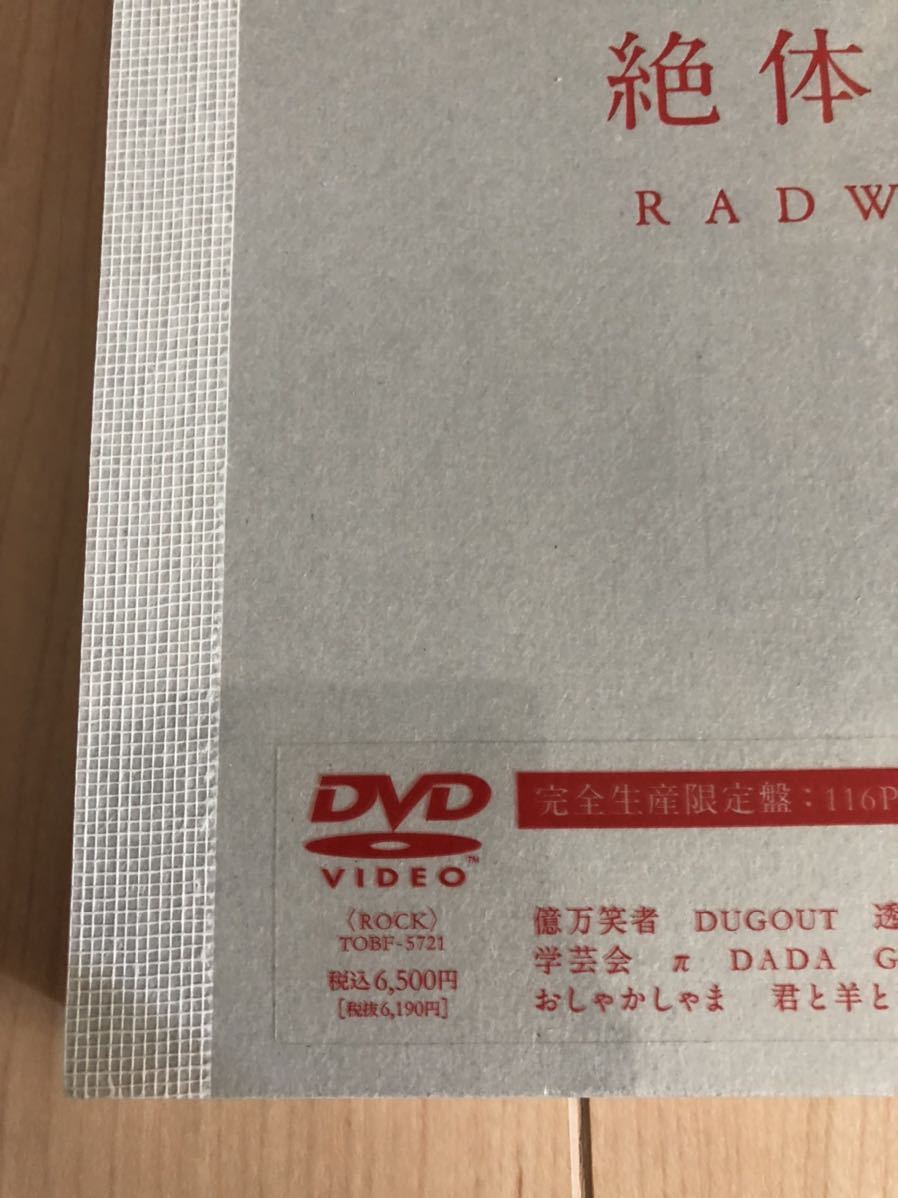 絶体
RADW
DVD
VIDEO™
完全生産限定盤：116P
〈ROCK〉
TOBF-5721
税込6,500円
[税抜6,190円]
億万笑者 DUGOUT 透
学芸会 π DADA G
おしゃかしゃま 君と羊と